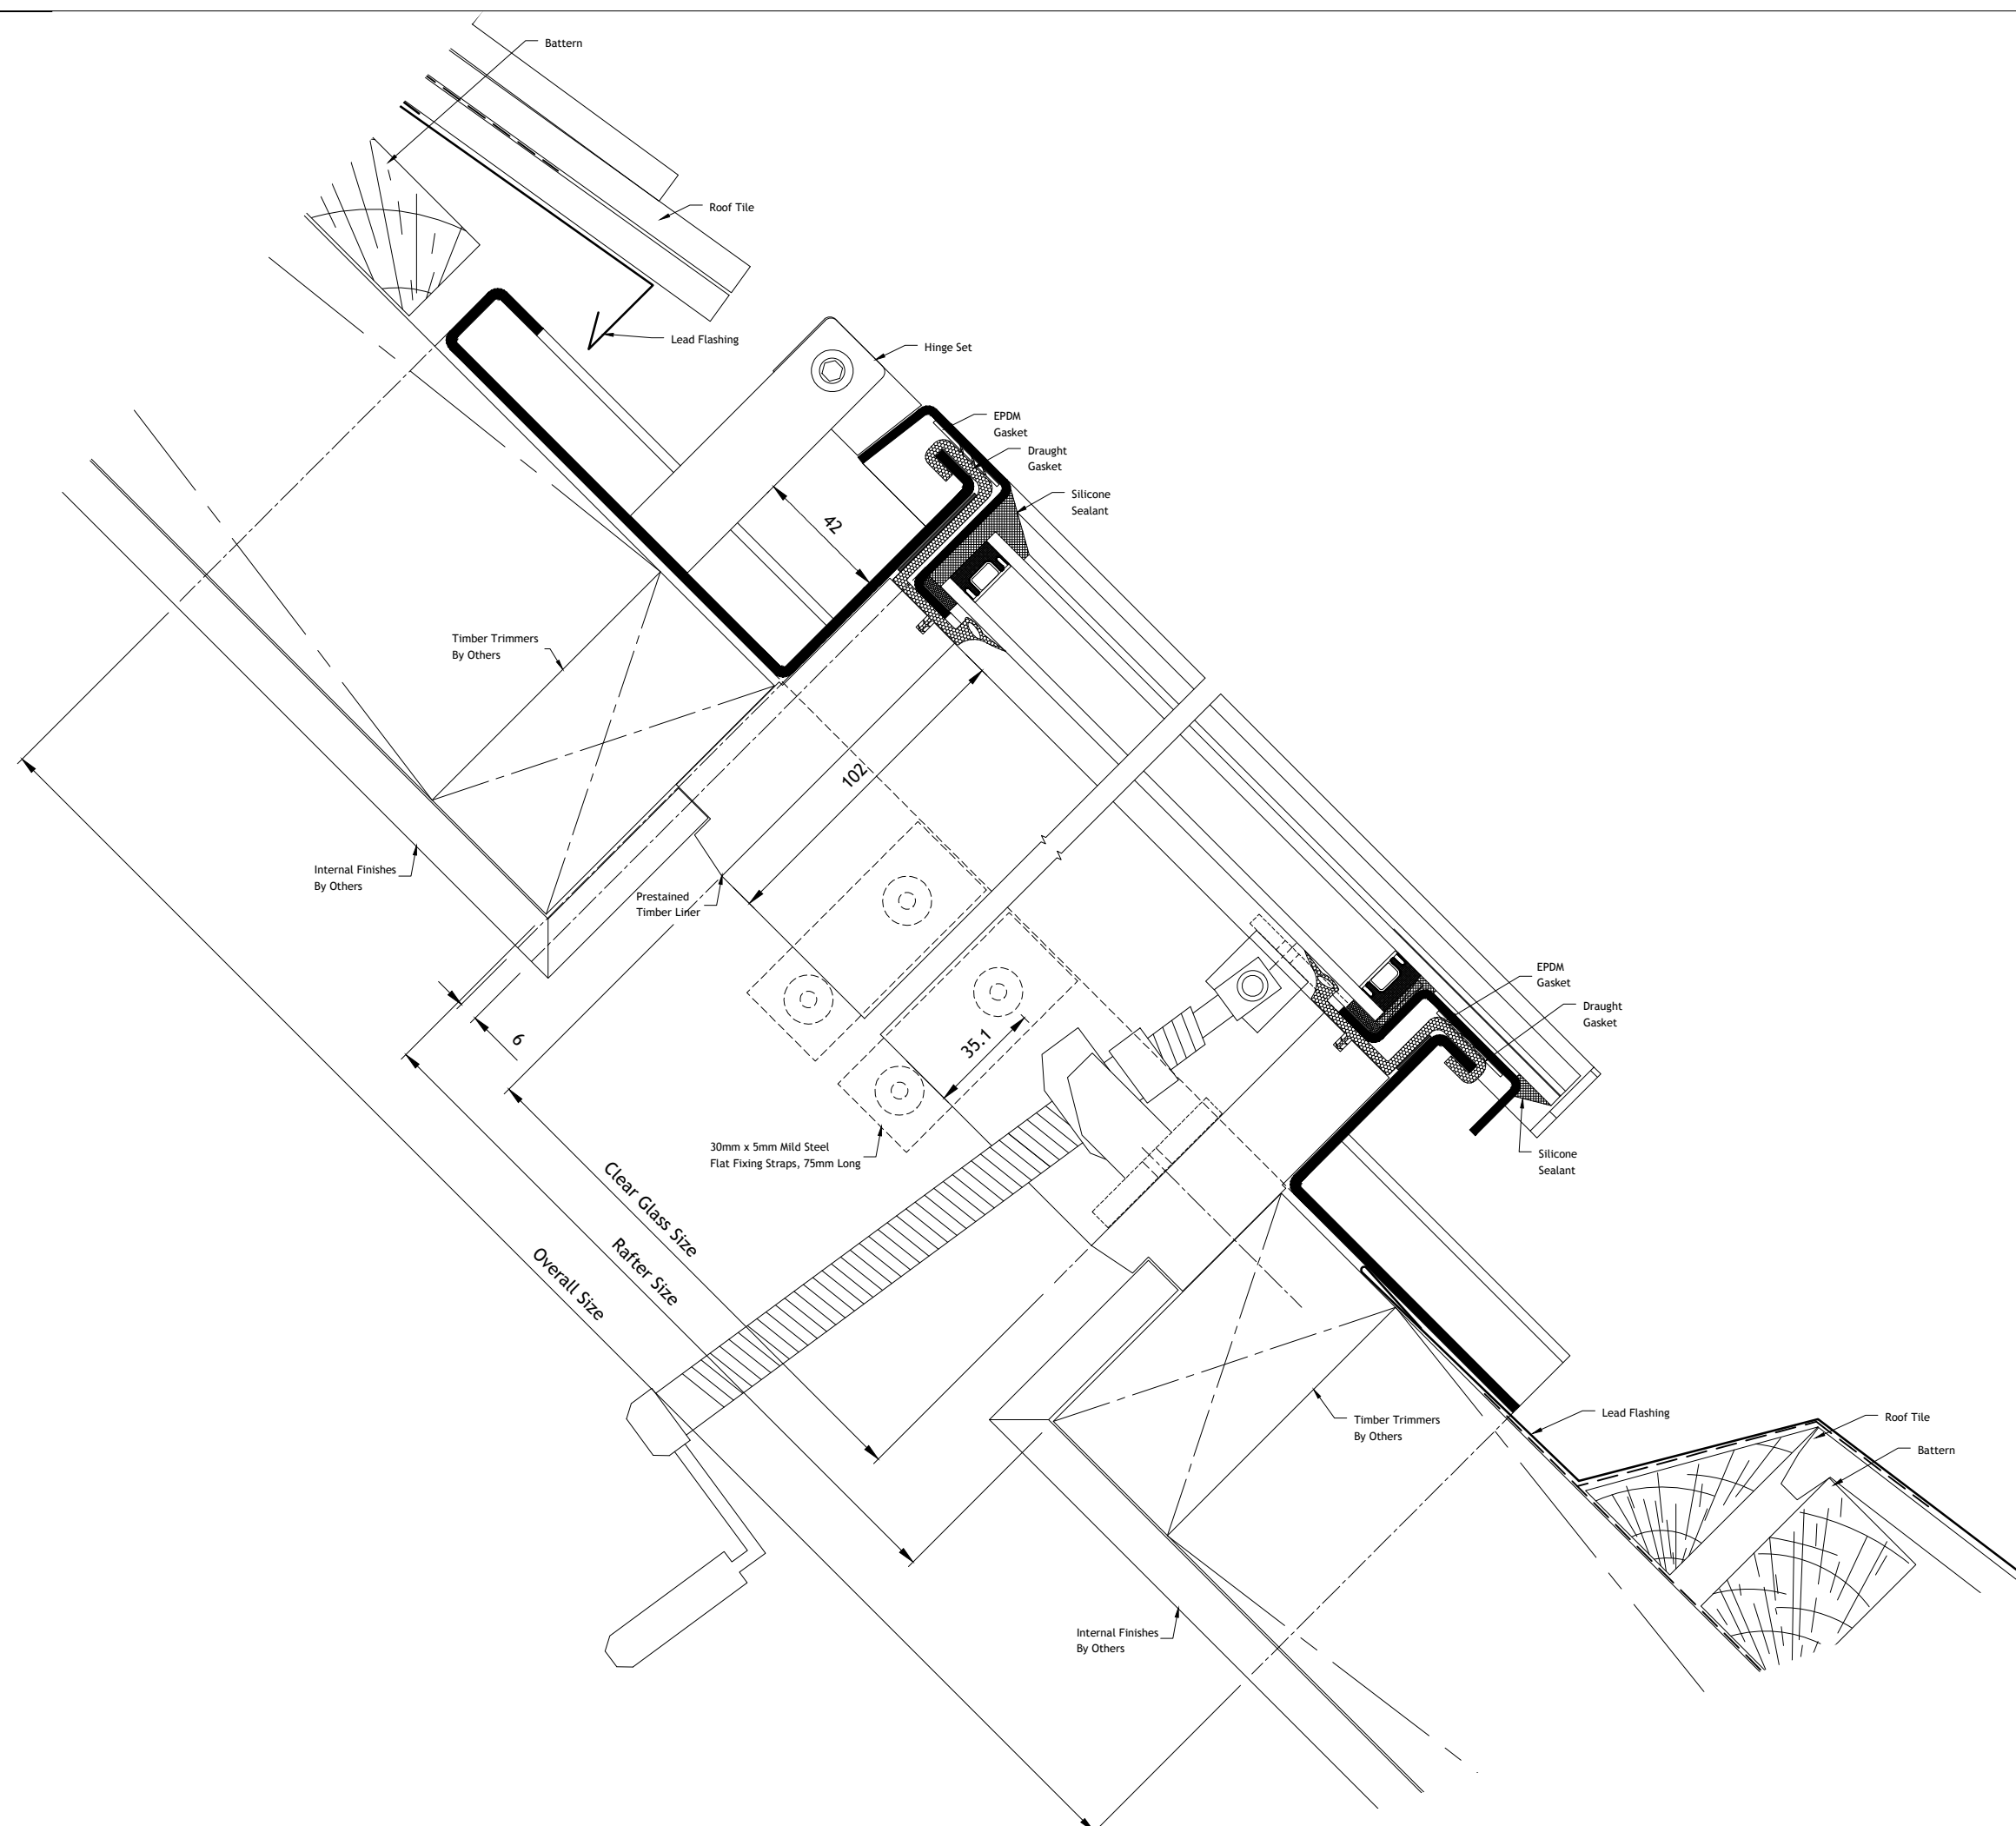 Battern
Roof Tile
Lead Flashing
Hinge Set
EPDM
Gasket
Draught
Gasket
Silicone
Sealant
42
Timber Trimmers
By Others
102
Internal Finishes
By Others
Prestained
Timber Liner
6
35.1
30mm x 5mm Mild Steel
Flat Fixing Straps, 75mm Long
Clear Glass Size
Rafter Size
Overall Size
EPDM
Gasket
Draught
Gasket
Silicone
Sealant
Timber Trimmers
By Others
Lead Flashing
Roof Tile
Battern
Internal Finishes
By Others